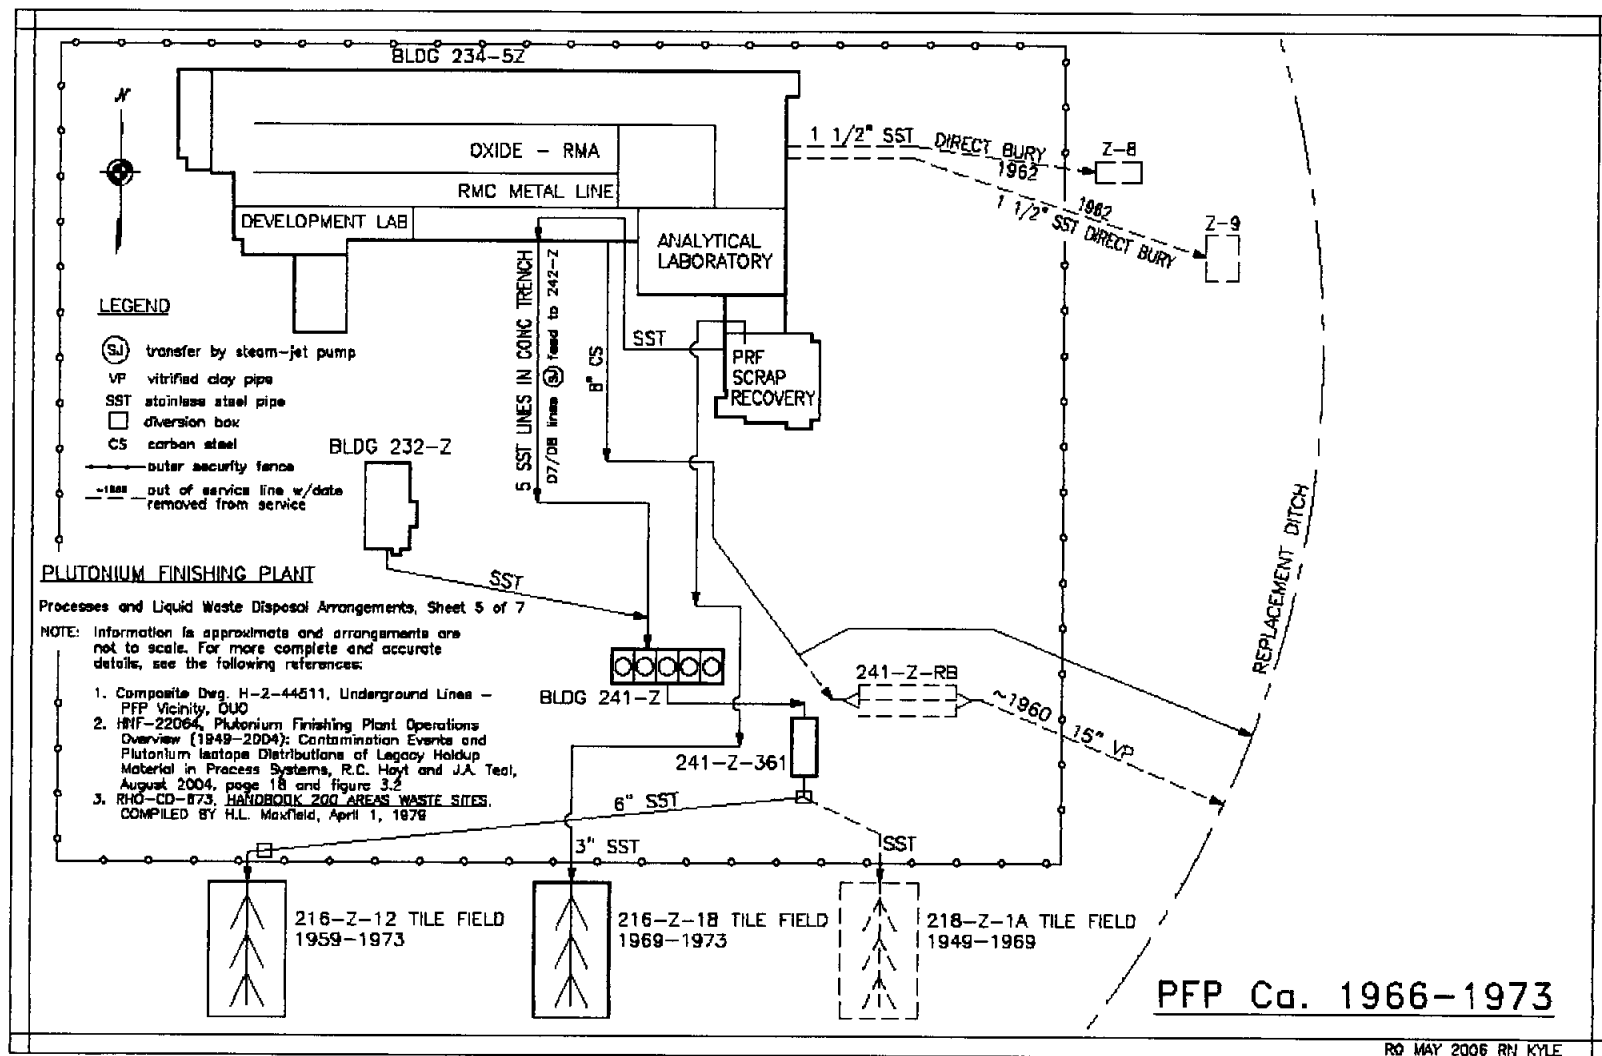 BLDG 234-5Z
N
OXIDE - RMA
RMC METAL LINE
DEVELOPMENT LAB
ANALYTICAL
LABORATORY
1 1/2" SST
DIRECT BURY
1962
Z-8
1962
1 1/2" SST DIRECT BURY
Z-9
5 SST LINES IN CONC TRENCH
D7/D8 lines SJ feed to 242-Z
8" CS
SST
PRF
SCRAP
RECOVERY
LEGEND
SJ transfer by steam-jet pump
VP vitrified clay pipe
SST stainless steel pipe
diversion box
CS carbon steel
outer security fence
out of service line w/date
removed from service
BLDG 232-Z
SST
PLUTONIUM FINISHING PLANT
Processes and Liquid Waste Disposal Arrangements, Sheet 5 of 7
NOTE: Information is approximate and arrangements are
not to scale. For more complete and accurate
details, see the following references:
1. Composite Dwg. H-2-44511, Underground Lines -
PFP Vicinity, OUO
2. HNF-22064, Plutonium Finishing Plant Operations
Overview (1949-2004): Contamination Events and
Plutonium Isotope Distributions of Legacy Holdup
Material in Process Systems, R.C. Hoyt and J.A. Teal,
August 2004, page 18 and figure 3.2
3. RHO-CD-673, HANDBOOK 200 AREAS WASTE SITES,
COMPILED BY H.L. Maxfield, April 1, 1979
BLDG 241-Z
241-Z-RB
~1960
15" VP
REPLACEMENT DITCH
241-Z-361
6" SST
3" SST
SST
216-Z-12 TILE FIELD
1959-1973
216-Z-18 TILE FIELD
1969-1973
218-Z-1A TILE FIELD
1949-1969
PFP Ca. 1966-1973
RO MAY 2006 RN KYLE